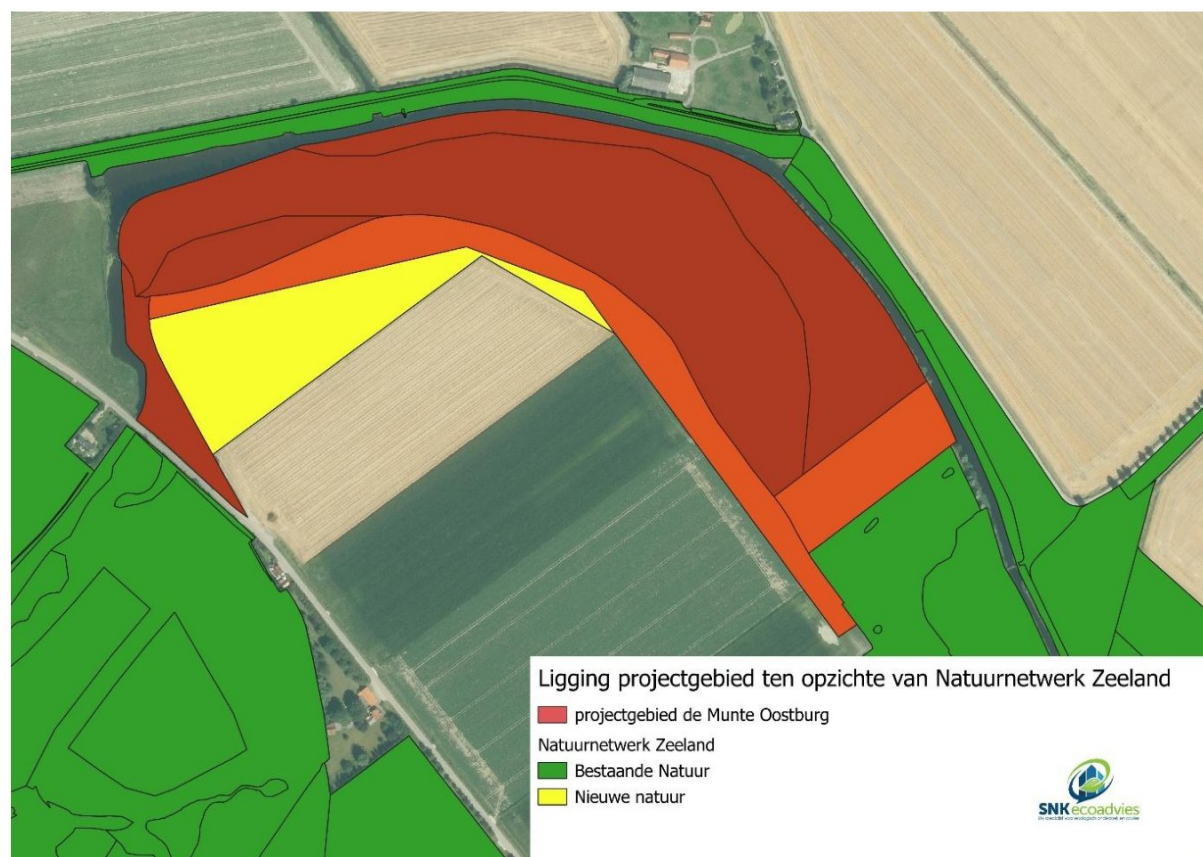 Ligging projectgebied ten opzichte van Natuurnetwerk Zeeland
projectgebied de Munte Oostburg
Natuurnetwerk Zeeland
Bestaande Natuur
Nieuwe natuur
SNK ecoadvies